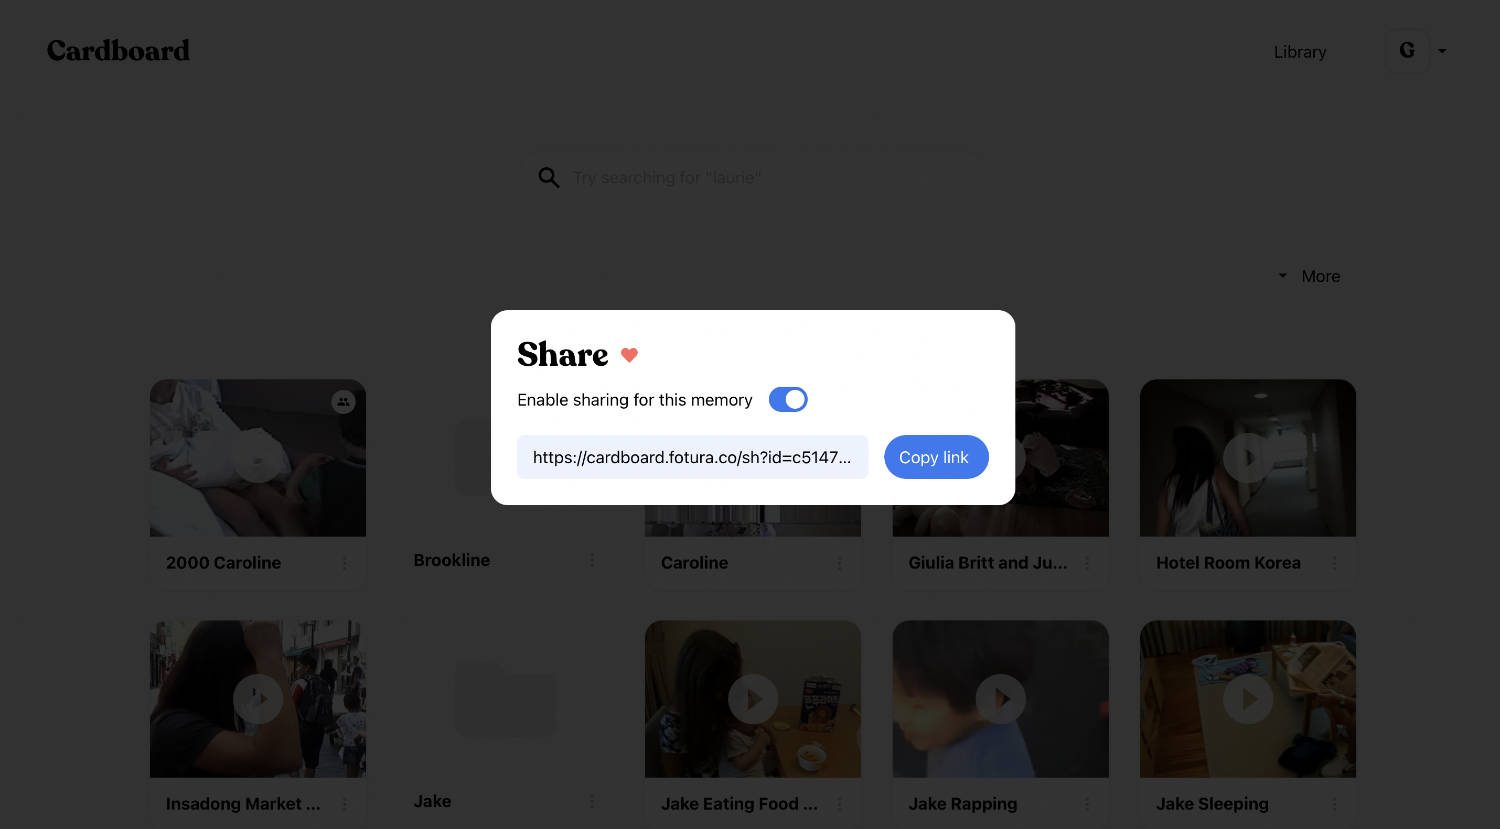 Cardboard
Library
G
Try searching for "laurie"
More
Share
Enable sharing for this memory
https://cardboard.fotura.co/sh?id=c5147...
Copy link
2000 Caroline
Brookline
Caroline
Giulia Britt and Ju...
Hotel Room Korea
Insadong Market ...
Jake
Jake Eating Food ...
Jake Rapping
Jake Sleeping